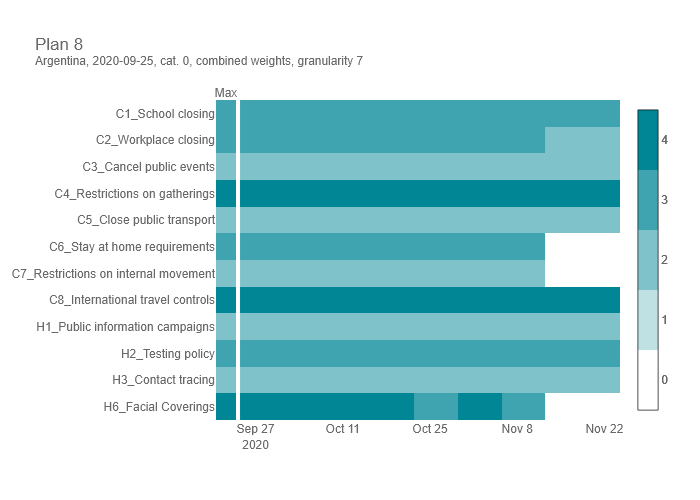 Plan 8
Argentina, 2020-09-25, cat. 0, combined weights, granularity 7
Max
C1_School closing
C2_Workplace closing
C3_Cancel public events
C4_Restrictions on gatherings
C5_Close public transport
C6_Stay at home requirements
C7_Restrictions on internal movement
C8_International travel controls
H1_Public information campaigns
H2_Testing policy
H3_Contact tracing
H6_Facial Coverings
Sep 27 Oct 11 Oct 25 Nov 8 Nov 22
2020
4
3
2
1
0